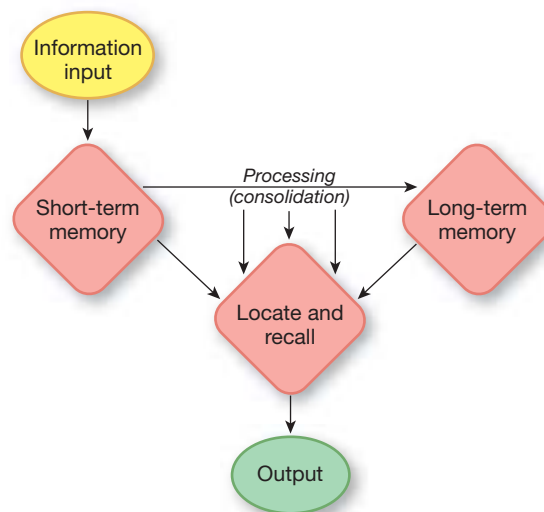 Information
input
Processing
(consolidation)
Short-term
memory
Long-term
memory
Locate and
recall
Output